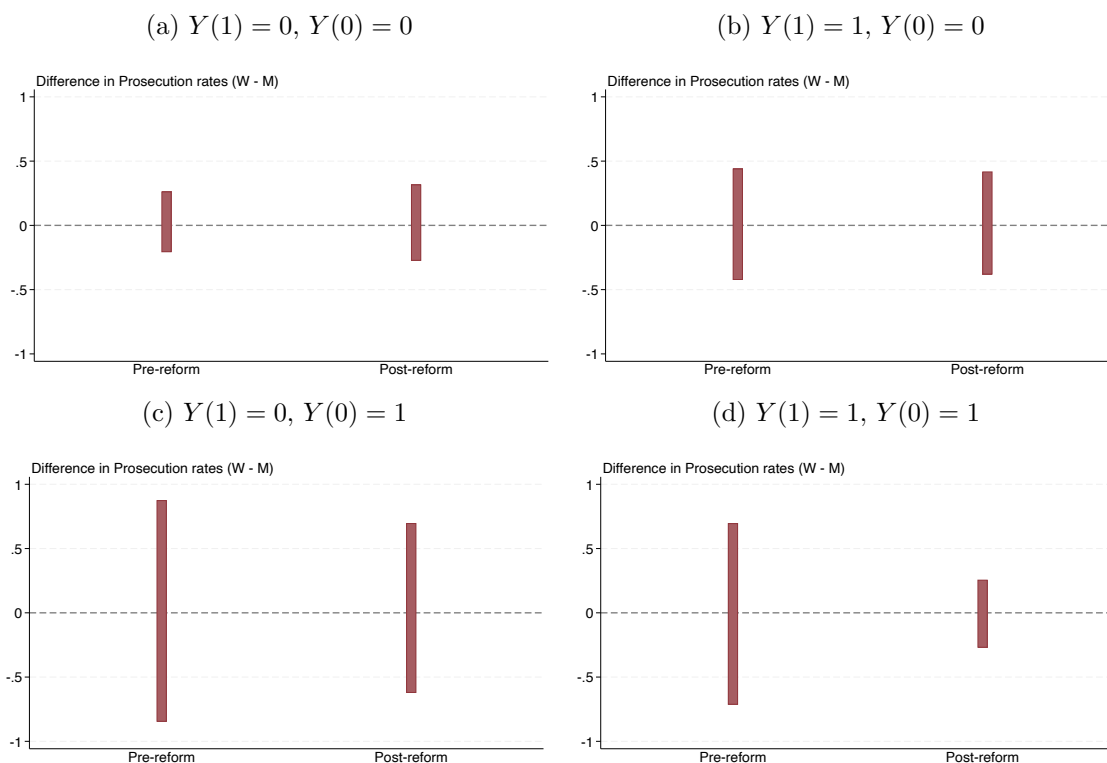 (a) Y(1) = 0, Y(0) = 0
Difference in Prosecution rates (W - M)
1
.5
0
-.5
-1
Pre-reform Post-reform
(b) Y(1) = 1, Y(0) = 0
Difference in Prosecution rates (W - M)
1
.5
0
-.5
-1
Pre-reform Post-reform
(c) Y(1) = 0, Y(0) = 1
Difference in Prosecution rates (W - M)
1
.5
0
-.5
-1
Pre-reform Post-reform
(d) Y(1) = 1, Y(0) = 1
Difference in Prosecution rates (W - M)
1
.5
0
-.5
-1
Pre-reform Post-reform